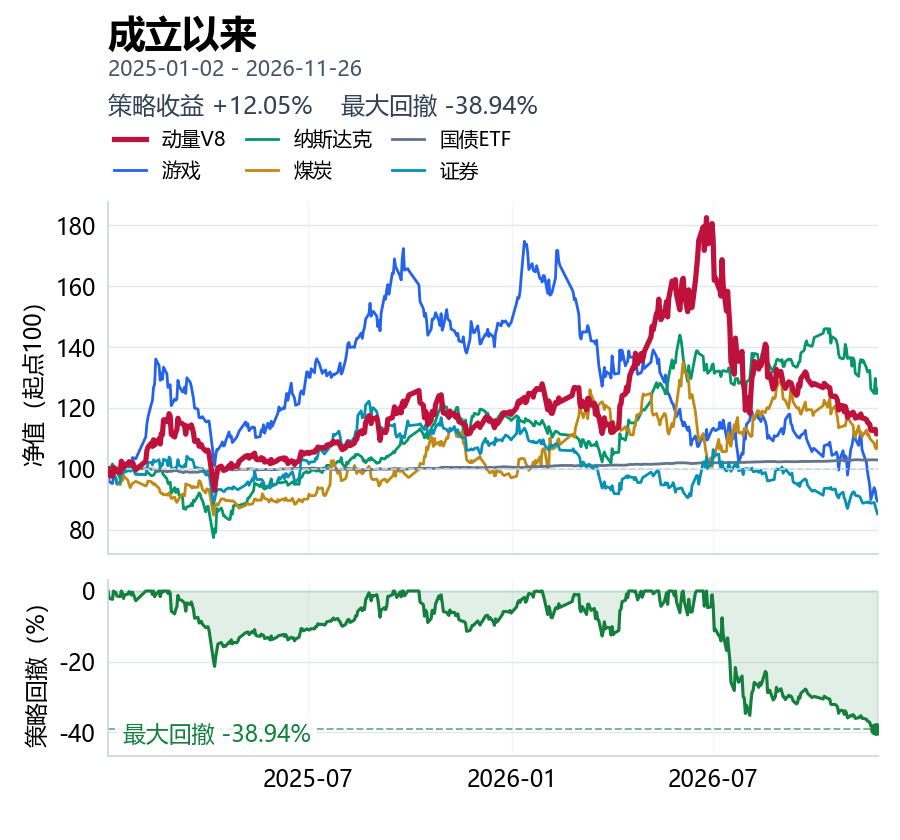 成立以来
2025-01-02 - 2026-11-26
策略收益 +12.05% 最大回撤 -38.94%
动量V8 纳斯达克 国债ETF
游戏 煤炭 证券
净值（起点100）
180
160
140
120
100
80
策略回撤（%）
0
-20
-40
最大回撤 -38.94%
2025-07 2026-01 2026-07